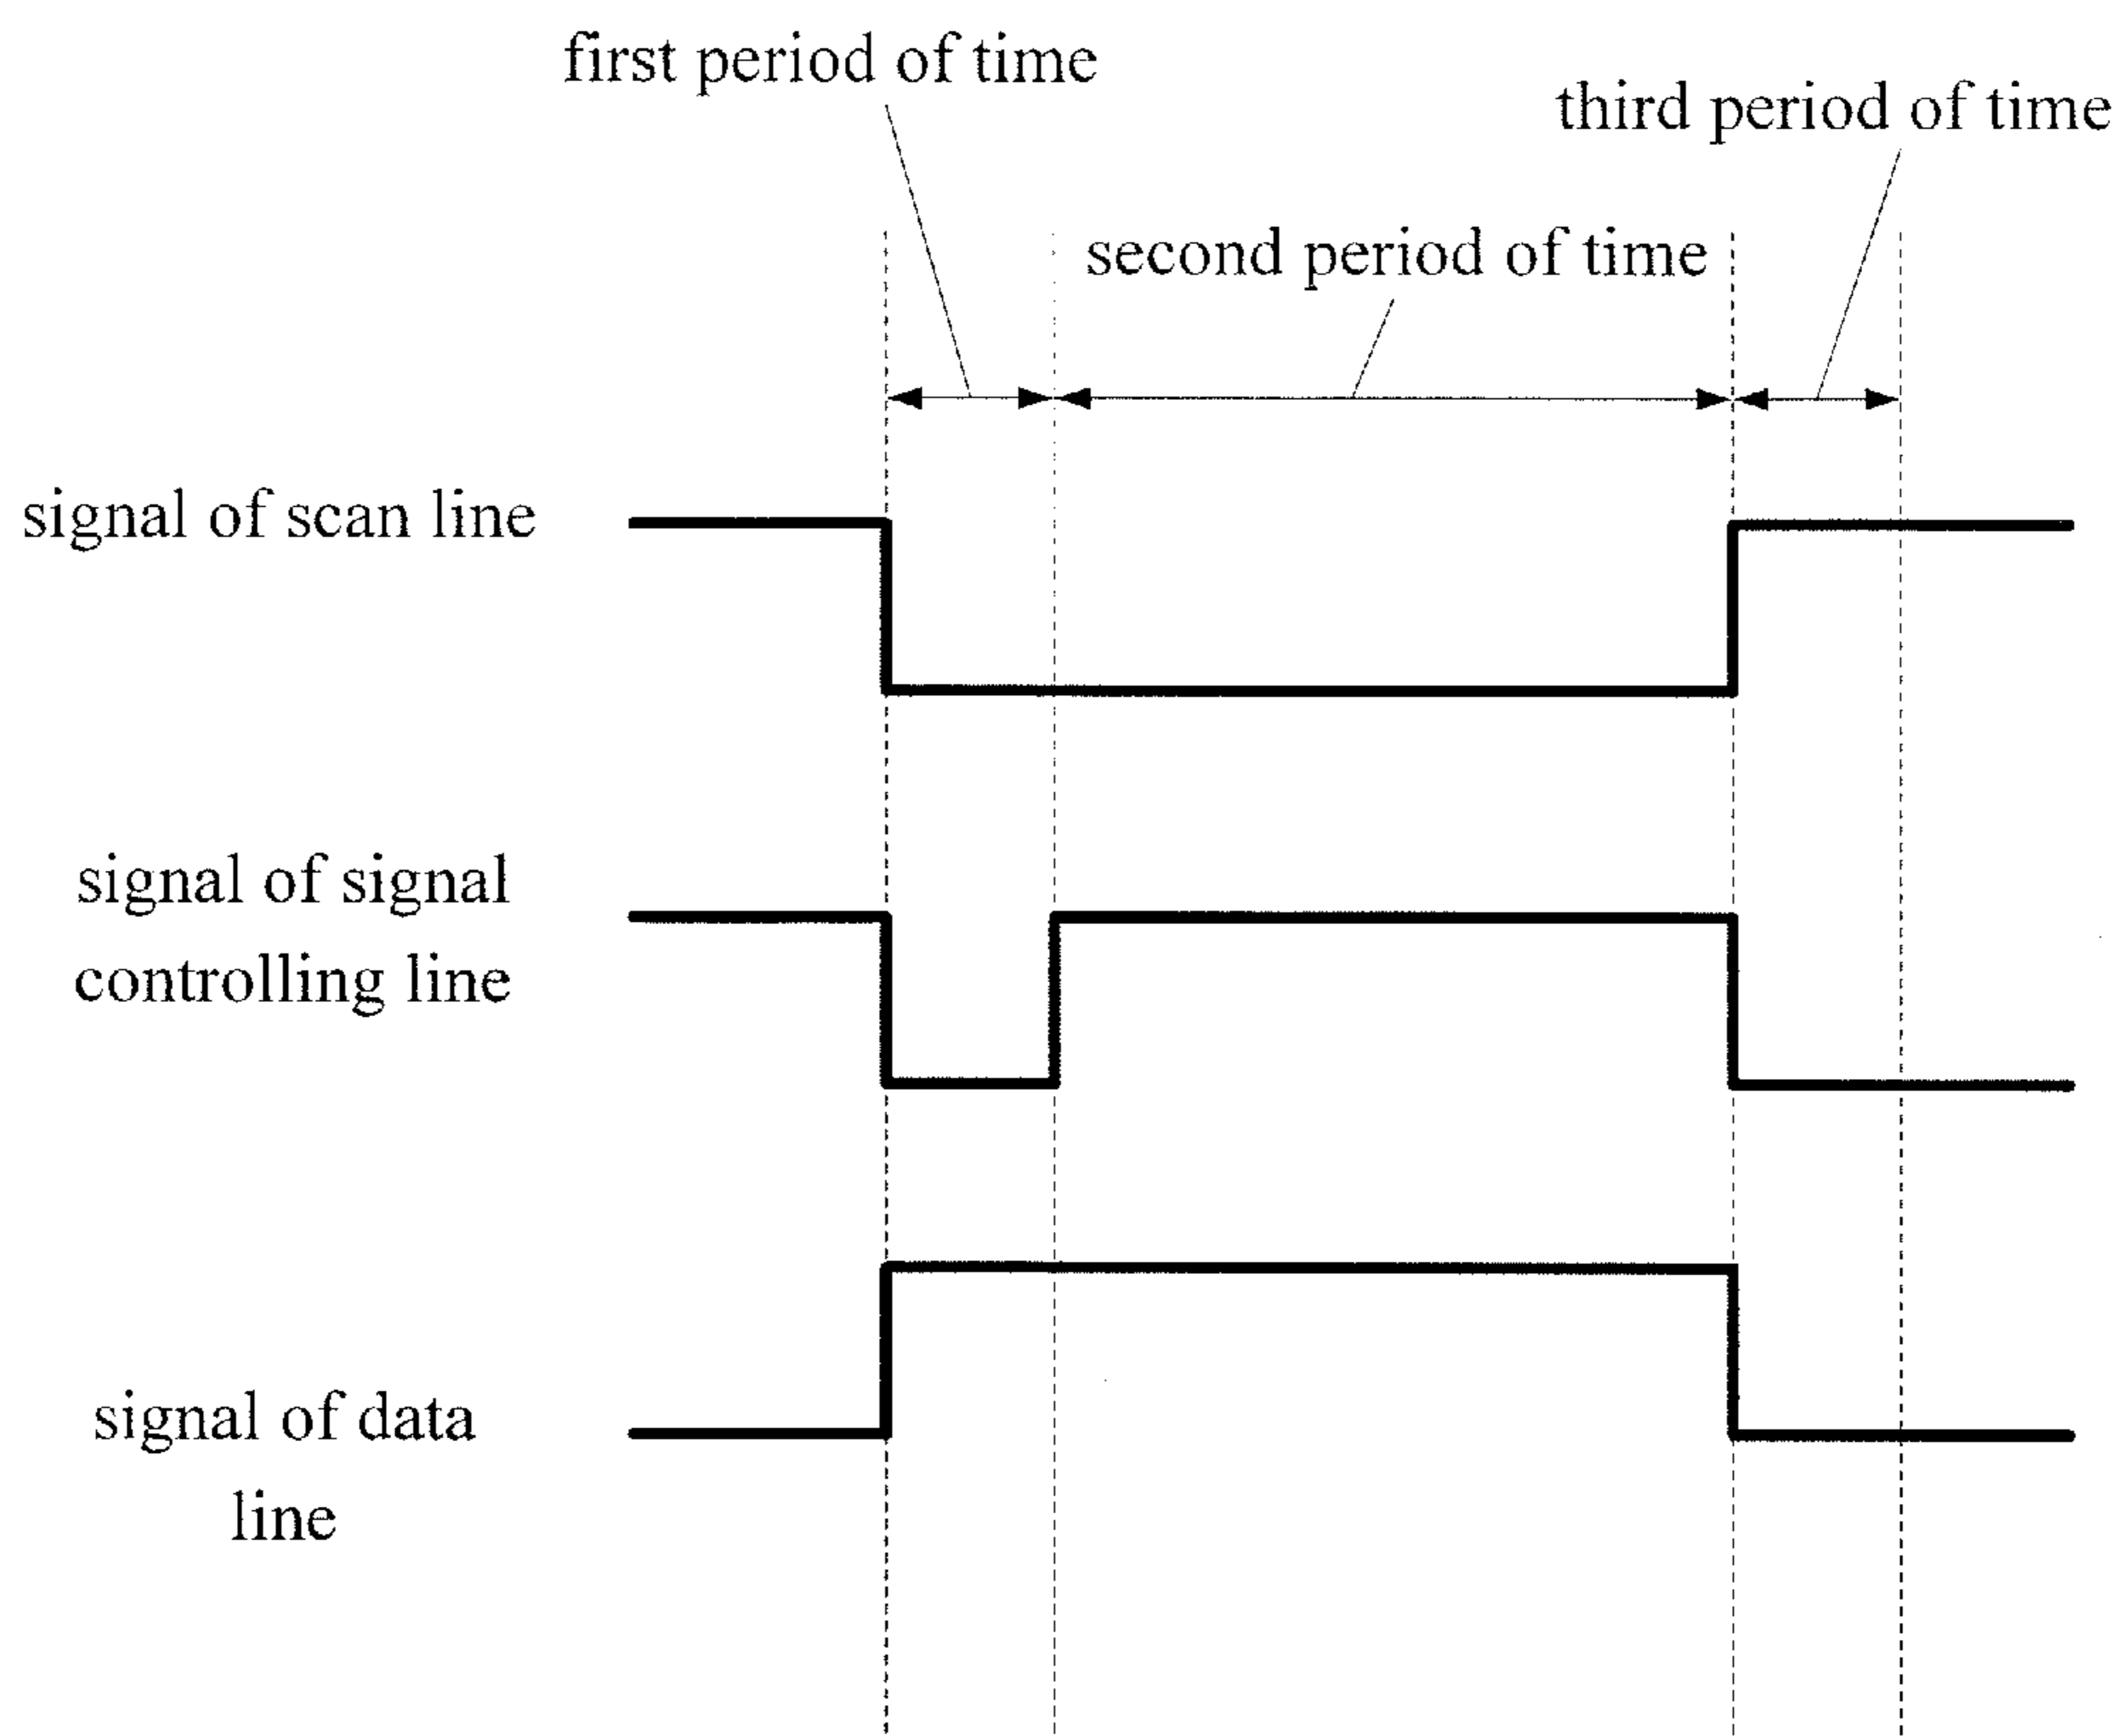 first period of time
third period of time
second period of time
signal of scan line
signal of signal
controlling line
signal of data
line